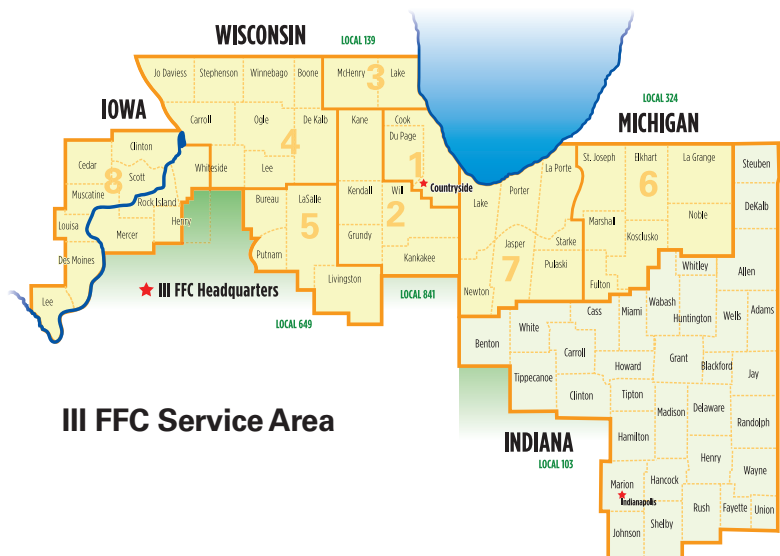 WISCONSIN
LOCAL 139
Jo Daviess
Stephenson
Winnebago
Boone
McHenry
3
Lake
LOCAL 324
MICHIGAN
IOWA
Carroll
Ogle
De Kalb
4
Lee
Whiteside
Kane
Cook
Du Page
1
Countryside
Clinton
Cedar
8
Scott
Muscatine
Rock Island
Louisa
Mercer
Henry
Des Moines
Lee
Bureau
LaSalle
5
Putnam
Livingston
Kendall
Will
2
Grundy
Kankakee
La Porte
Porter
Lake
Jasper
Starke
7
Pulaski
Newton
St. Joseph
Elkhart
La Grange
6
Marshall
Kosclusko
Noble
Fulton
Steuben
DeKalb
Whitley
Allen
III FFC Headquarters
LOCAL 841
LOCAL 649
Benton
White
Cass
Miami
Wabash
Huntington
Wells
Adams
Carroll
Howard
Grant
Blackford
Jay
Tippecanoe
Clinton
Tipton
Madison
Delaware
Randolph
Hamilton
Henry
Wayne
Marion
Indianapolis
Hancock
Rush
Fayette
Union
Johnson
Shelby
III FFC Service Area
INDIANA
LOCAL 103